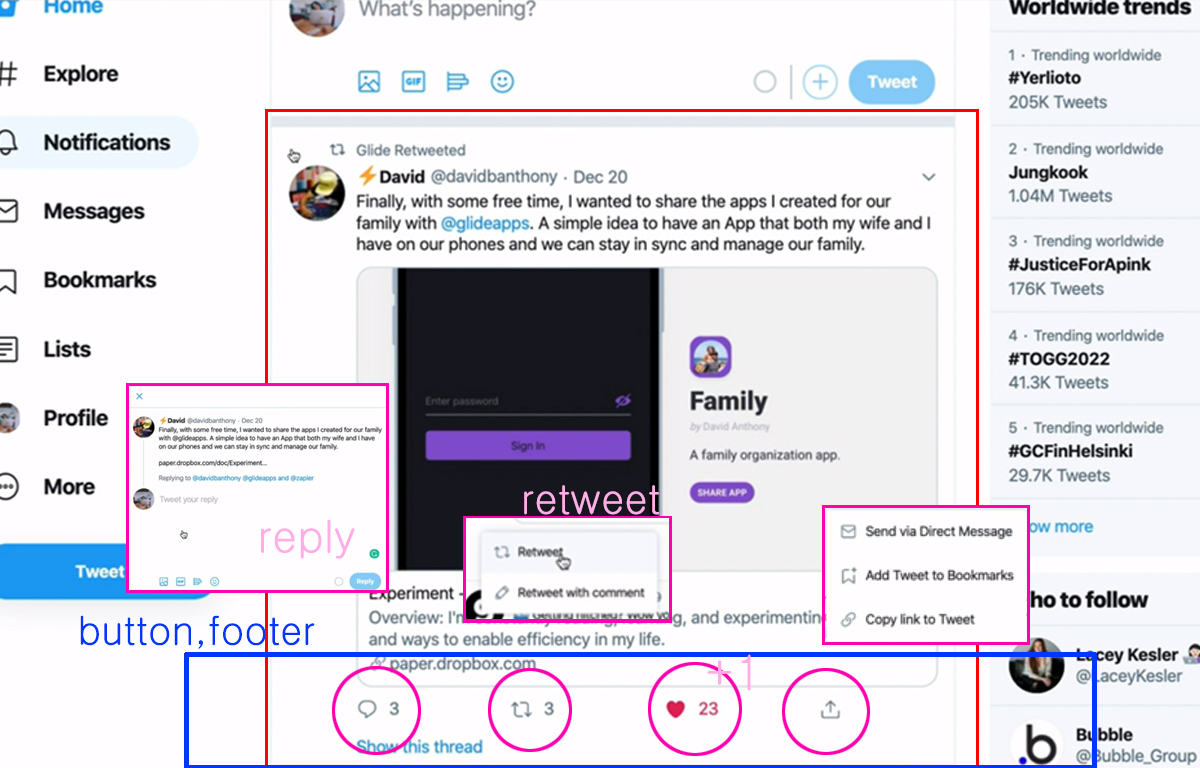 Home
Explore
Notifications
Messages
Bookmarks
Lists
Profile
More
Tweet
What's happening?
GIF
Tweet
Glide Retweeted
⚡David @davidbanthony · Dec 20
Finally, with some free time, I wanted to share the apps I created for our
family with @glideapps. A simple idea to have an App that both my wife and I
have on our phones and we can stay in sync and manage our family.
Enter password
Sign In
Family
by David Anthony
A family organization app.
SHARE APP
Experiment -
Overview: I'm
and experimenting
and ways to enable efficiency in my life.
paper.dropbox.com
3
3
23
Show this thread
⚡David @davidbanthony · Dec 20
Finally, with some free time, I wanted to share the apps I created for our family
with @glideapps. A simple idea to have an App that both my wife and I have
on our phones and we can stay in sync and manage our family.
paper.dropbox.com/doc/Experiment...
Replying to @davidbanthony @glideapps and @zapier
Tweet your reply
GIF
Reply
reply
retweet
Retweet
Retweet with comment
Send via Direct Message
Add Tweet to Bookmarks
Copy link to Tweet
+1
button,footer
Worldwide trends
1 · Trending worldwide
#Yerlioto
205K Tweets
2 · Trending worldwide
Jungkook
1.04M Tweets
3 · Trending worldwide
#JusticeForApink
176K Tweets
4 · Trending worldwide
#TOGG2022
41.3K Tweets
5 · Trending worldwide
#GCFinHelsinki
29.7K Tweets
ow more
ho to follow
Lacey Kesler
@LaceyKesler
.b
Bubble
@Bubble_Group